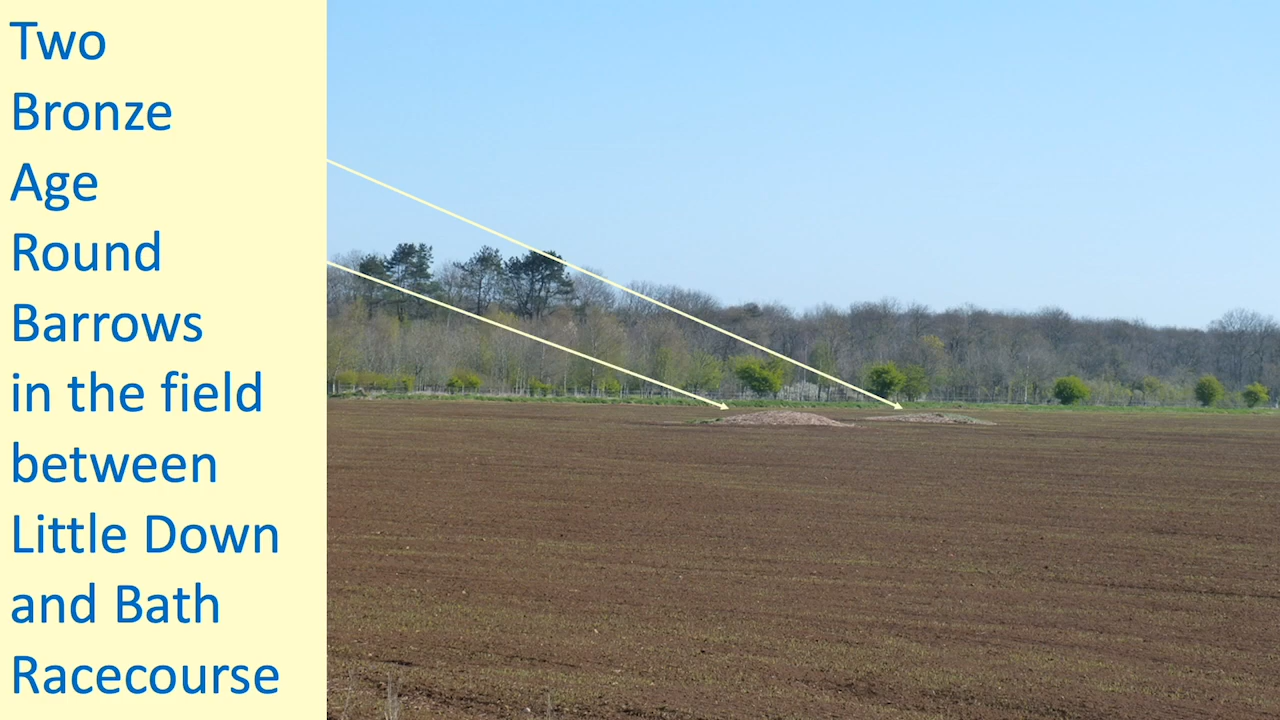 Two
Bronze
Age
Round
Barrows
in the field
between
Little Down
and Bath
Racecourse